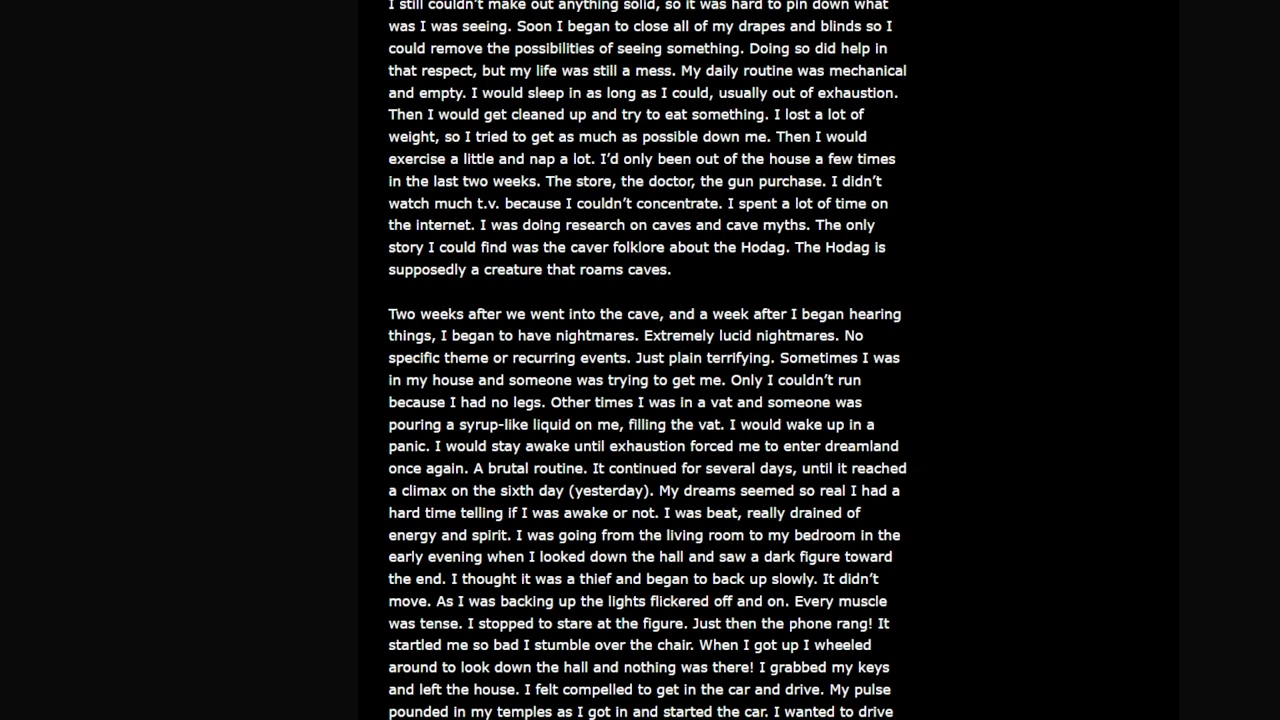 I still couldn’t make out anything solid, so it was hard to pin down what
was I was seeing. Soon I began to close all of my drapes and blinds so I
could remove the possibilities of seeing something. Doing so did help in
that respect, but my life was still a mess. My daily routine was mechanical
and empty. I would sleep in as long as I could, usually out of exhaustion.
Then I would get cleaned up and try to eat something. I lost a lot of
weight, so I tried to get as much as possible down me. Then I would
exercise a little and nap a lot. I’d only been out of the house a few times
in the last two weeks. The store, the doctor, the gun purchase. I didn’t
watch much t.v. because I couldn’t concentrate. I spent a lot of time on
the internet. I was doing research on caves and cave myths. The only
story I could find was the caver folklore about the Hodag. The Hodag is
supposedly a creature that roams caves.
Two weeks after we went into the cave, and a week after I began hearing
things, I began to have nightmares. Extremely lucid nightmares. No
specific theme or recurring events. Just plain terrifying. Sometimes I was
in my house and someone was trying to get me. Only I couldn’t run
because I had no legs. Other times I was in a vat and someone was
pouring a syrup-like liquid on me, filling the vat. I would wake up in a
panic. I would stay awake until exhaustion forced me to enter dreamland
once again. A brutal routine. It continued for several days, until it reached
a climax on the sixth day (yesterday). My dreams seemed so real I had a
hard time telling if I was awake or not. I was beat, really drained of
energy and spirit. I was going from the living room to my bedroom in the
early evening when I looked down the hall and saw a dark figure toward
the end. I thought it was a thief and began to back up slowly. It didn’t
move. As I was backing up the lights flickered off and on. Every muscle
was tense. I stopped to stare at the figure. Just then the phone rang! It
startled me so bad I stumble over the chair. When I got up I wheeled
around to look down the hall and nothing was there! I grabbed my keys
and left the house. I felt compelled to get in the car and drive. My pulse
pounded in my temples as I got in and started the car. I wanted to drive